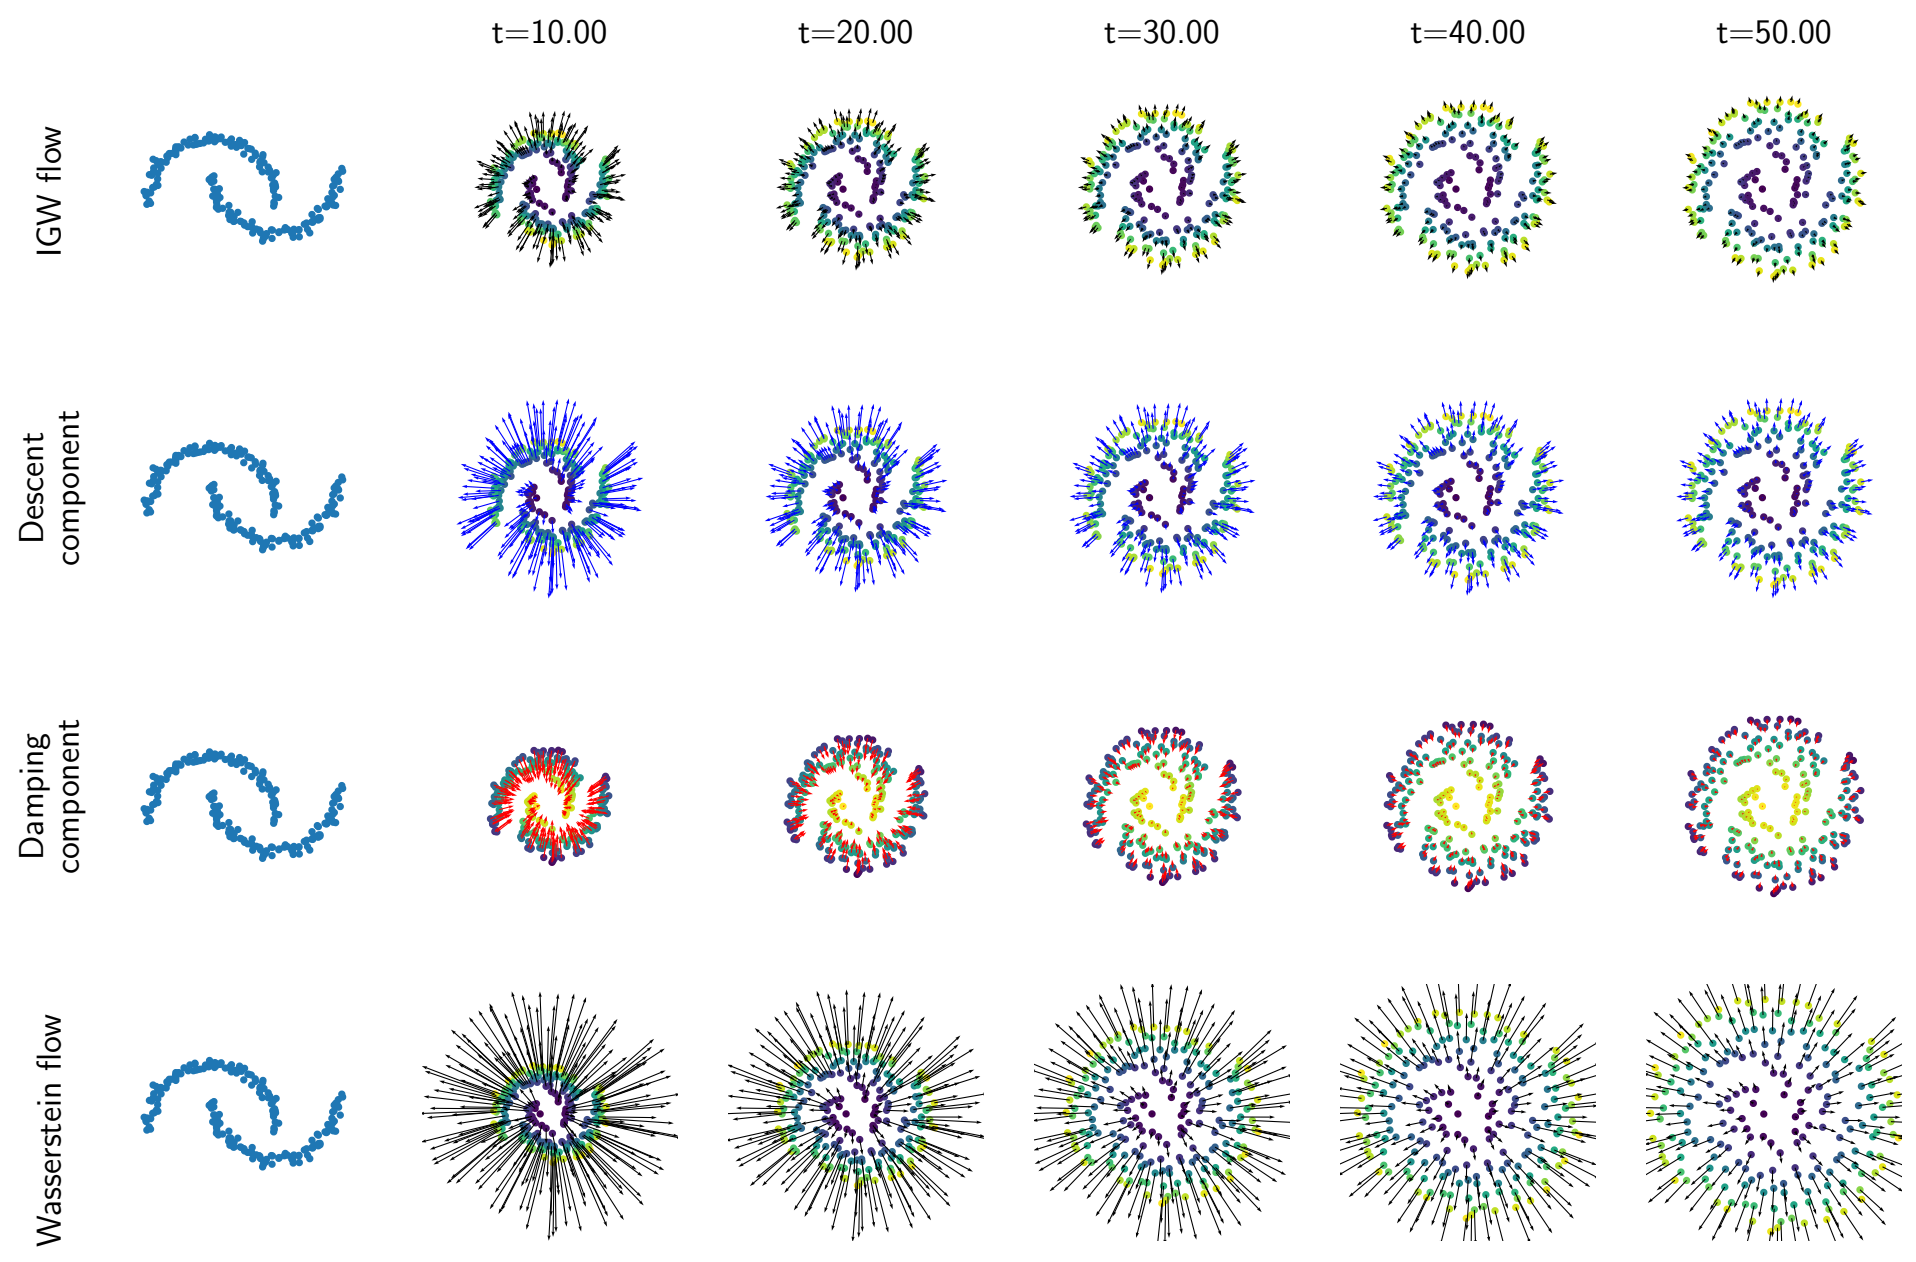 t=10.00 t=20.00 t=30.00 t=40.00 t=50.00
IGW flow
Descent
component
Damping
component
Wasserstein flow